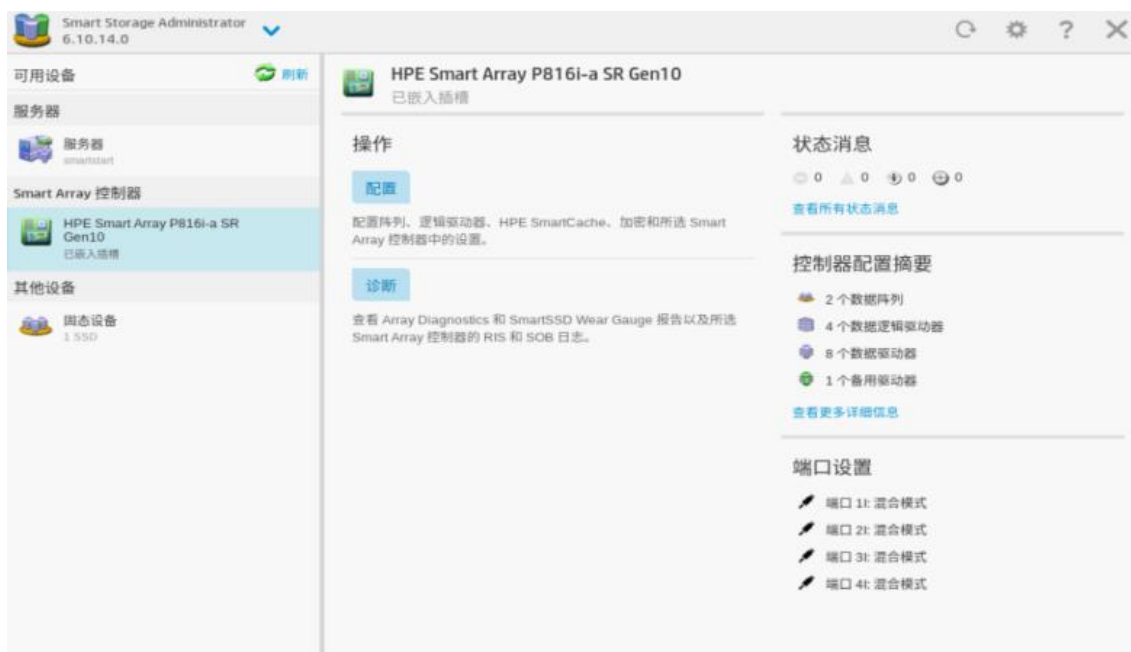 Smart Storage Administrator
6.10.14.0
可用设备
刷新
服务器
服务器
smartstart
Smart Array 控制器
HPE Smart Array P816i-a SR
Gen10
已嵌入插槽
其他设备
固态设备
1 SSD
HPE Smart Array P816i-a SR Gen10
已嵌入插槽
操作
配置
配置阵列、逻辑驱动器、HPE SmartCache、加密和所选 Smart
Array 控制器中的设置。
诊断
查看 Array Diagnostics 和 SmartSSD Wear Gauge 报告以及所选
Smart Array 控制器的 RIS 和 SOB 日志。
状态消息
0 0 0 0
查看所有状态消息
控制器配置摘要
2 个数据阵列
4 个数据逻辑驱动器
8 个数据驱动器
1 个备用驱动器
查看更多详细信息
端口设置
端口 1I: 混合模式
端口 2I: 混合模式
端口 3I: 混合模式
端口 4I: 混合模式